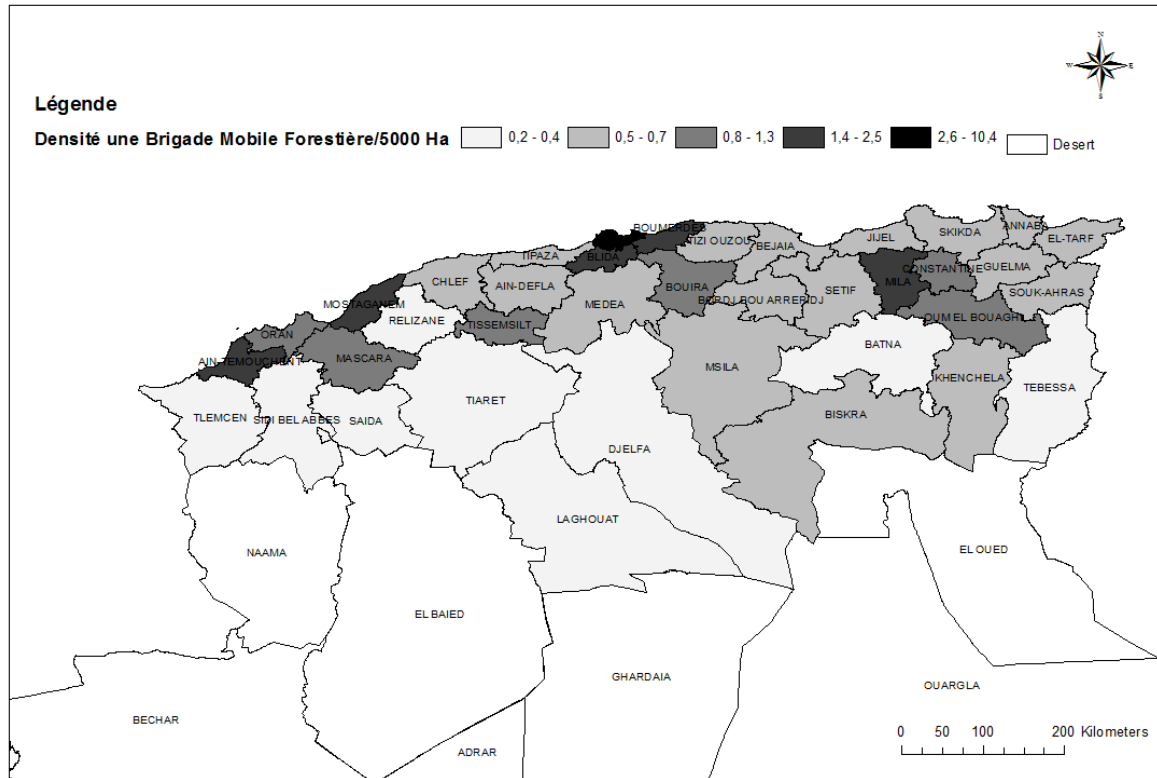 N
W E
S
Légende
Densité une Brigade Mobile Forestière/5000 Ha 0,2 - 0,4 0,5 - 0,7 0,8 - 1,3 1,4 - 2,5 2,6 - 10,4 Desert
BOUMERDES
TIZI OUZOU
BEJAIA
JIJEL
SKIKDA
ANNABA
EL-TARF
TIPAZA
BLIDA
CONSTANTINE
GUELMA
CHLEF
AIN-DEFLA
MEDEA
BOUIRA
BORDJ BOU ARRERIDJ
SETIF
MILA
SOUK-AHRAS
MOSTAGANEM
RELIZANE
TISSEMSILT
OUM EL BOUAGHI
ORAN
AIN-TEMOUCHENT
MASCARA
MSILA
BATNA
KHENCHELA
TEBESSA
TLEMCEN
SIDI BEL ABBES
SAIDA
TIARET
BISKRA
DJELFA
LAGHOUAT
NAAMA
EL OUED
EL BAIED
GHARDAIA
OUARGLA
BECHAR
ADRAR
0 50 100 200 Kilometers